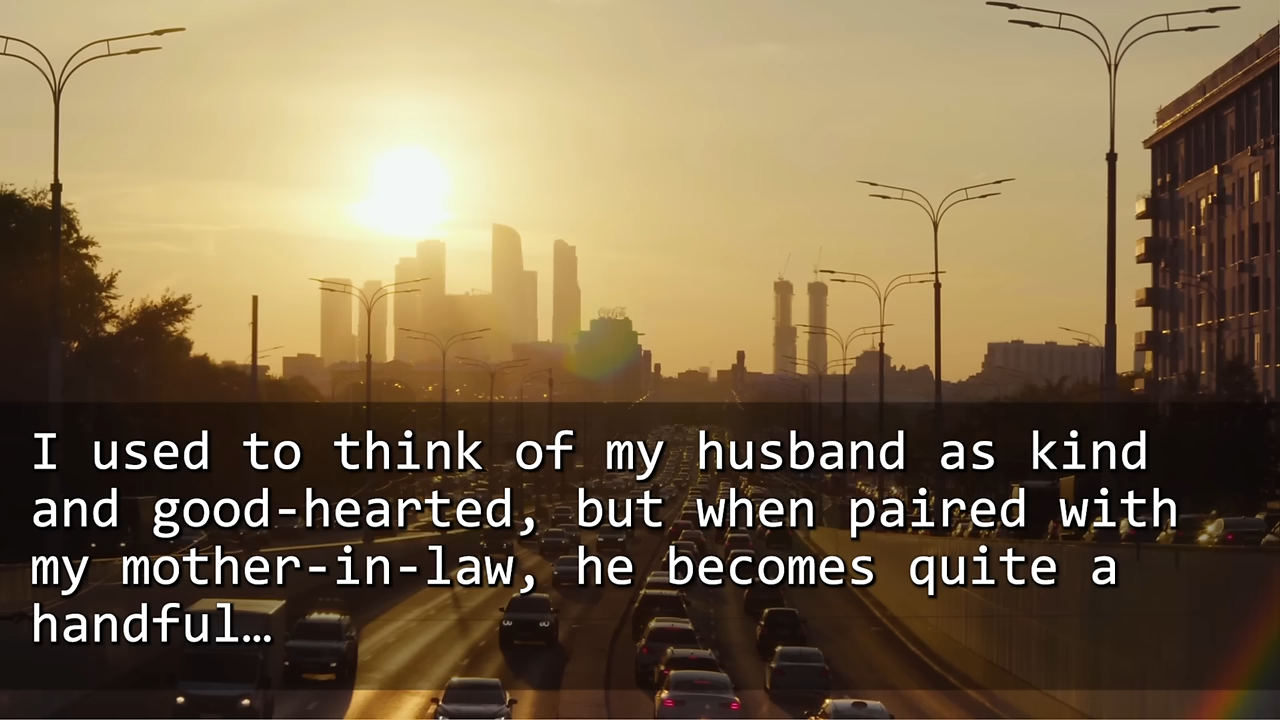 I used to think of my husband as kind
and good-hearted, but when paired with
my mother-in-law, he becomes quite a
handful…